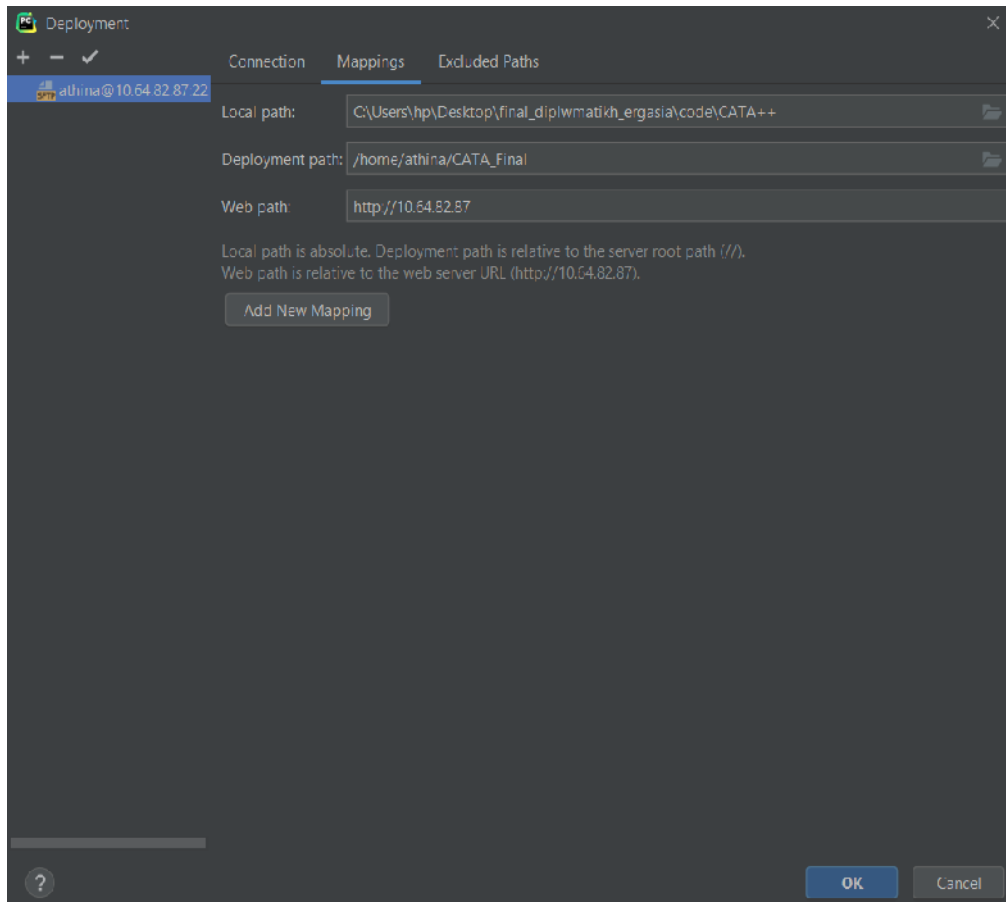 PC Deployment
Connection Mappings Excluded Paths
SFTP athina@10.64.82.87:22
Local path: C:\Users\hp\Desktop\final_diplwmatikh_ergasia\code\CATA++
Deployment path: /home/athina/CATA_Final
Web path: http://10.64.82.87
Local path is absolute. Deployment path is relative to the server root path (//).
Web path is relative to the web server URL (http://10.64.82.87).
Add New Mapping
? OK Cancel